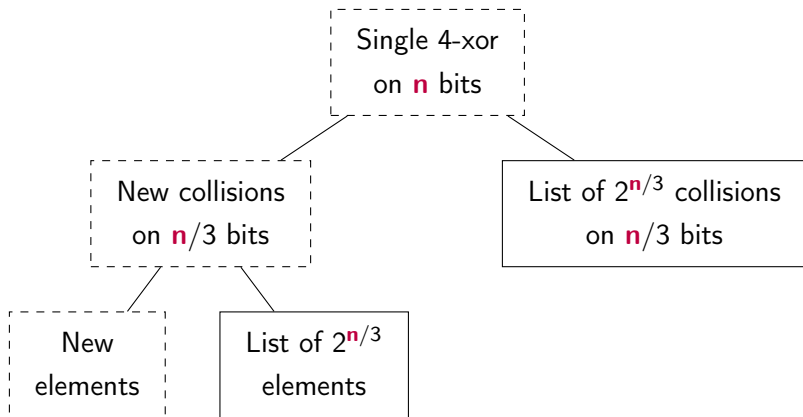 Single 4-xor
on n bits
New collisions
on n/3 bits
List of 2^{n/3} collisions
on n/3 bits
New
elements
List of 2^{n/3}
elements